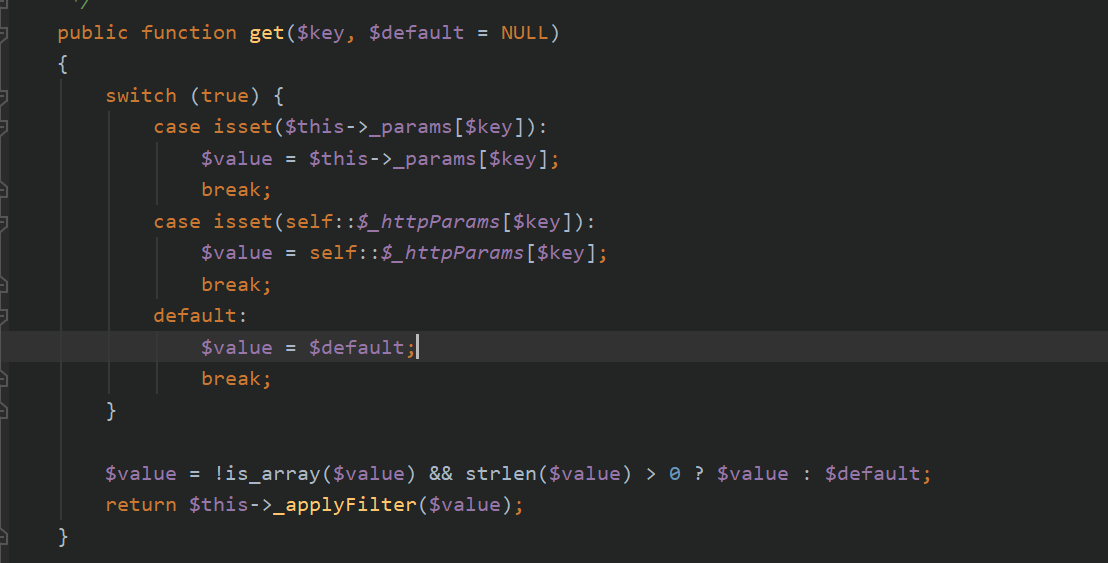 */
public function get($key, $default = NULL)
{
switch (true) {
case isset($this->_params[$key]):
$value = $this->_params[$key];
break;
case isset(self::$_httpParams[$key]):
$value = self::$_httpParams[$key];
break;
default:
$value = $default;
break;
}
$value = !is_array($value) && strlen($value) > 0 ? $value : $default;
return $this->_applyFilter($value);
}